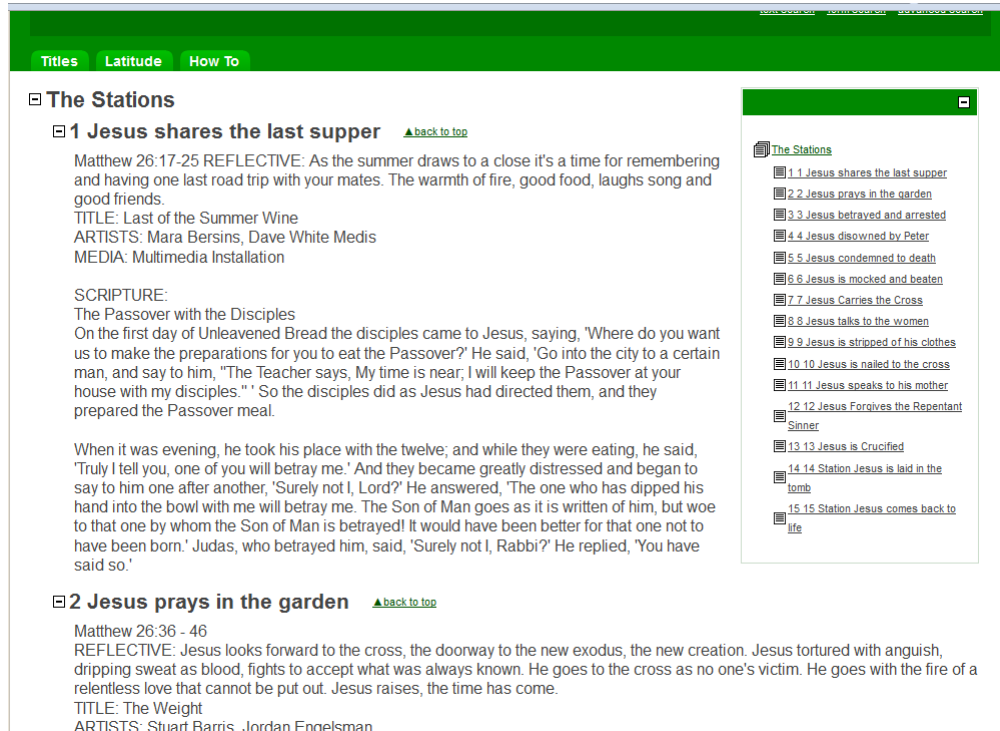 text search form search advanced search
Titles Latitude How To
The Stations
1 Jesus shares the last supper ▲back to top
Matthew 26:17-25 REFLECTIVE: As the summer draws to a close it's a time for remembering
and having one last road trip with your mates. The warmth of fire, good food, laughs song and
good friends.
TITLE: Last of the Summer Wine
ARTISTS: Mara Bersins, Dave White Medis
MEDIA: Multimedia Installation
SCRIPTURE:
The Passover with the Disciples
On the first day of Unleavened Bread the disciples came to Jesus, saying, 'Where do you want
us to make the preparations for you to eat the Passover?' He said, 'Go into the city to a certain
man, and say to him, "The Teacher says, My time is near; I will keep the Passover at your
house with my disciples." ' So the disciples did as Jesus had directed them, and they
prepared the Passover meal.
When it was evening, he took his place with the twelve; and while they were eating, he said,
'Truly I tell you, one of you will betray me.' And they became greatly distressed and began to
say to him one after another, 'Surely not I, Lord?' He answered, 'The one who has dipped his
hand into the bowl with me will betray me. The Son of Man goes as it is written of him, but woe
to that one by whom the Son of Man is betrayed! It would have been better for that one not to
have been born.' Judas, who betrayed him, said, 'Surely not I, Rabbi?' He replied, 'You have
said so.'
The Stations
1 1 Jesus shares the last supper
2 2 Jesus prays in the garden
3 3 Jesus betrayed and arrested
4 4 Jesus disowned by Peter
5 5 Jesus condemned to death
6 6 Jesus is mocked and beaten
7 7 Jesus Carries the Cross
8 8 Jesus talks to the women
9 9 Jesus is stripped of his clothes
10 10 Jesus is nailed to the cross
11 11 Jesus speaks to his mother
12 12 Jesus Forgives the Repentant
Sinner
13 13 Jesus is Crucified
14 14 Station Jesus is laid in the
tomb
15 15 Station Jesus comes back to
life
2 Jesus prays in the garden ▲back to top
Matthew 26:36 - 46
REFLECTIVE: Jesus looks forward to the cross, the doorway to the new exodus, the new creation. Jesus tortured with anguish,
dripping sweat as blood, fights to accept what was always known. He goes to the cross as no one's victim. He goes with the fire of a
relentless love that cannot be put out. Jesus raises, the time has come.
TITLE: The Weight
ARTISTS: Stuart Barris, Jordan Engelsman